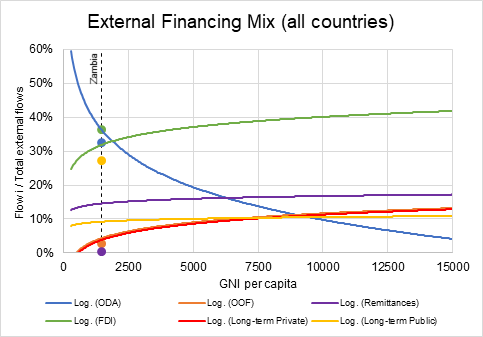 External Financing Mix (all countries)
Flow i / Total external flows
60%
50%
40%
30%
20%
10%
0%
Zambia
0 2500 5000 7500 10000 12500 15000
GNI per capita
Log. (ODA) Log. (OOF) Log. (Remittances)
Log. (FDI) Log. (Long-term Private) Log. (Long-term Public)